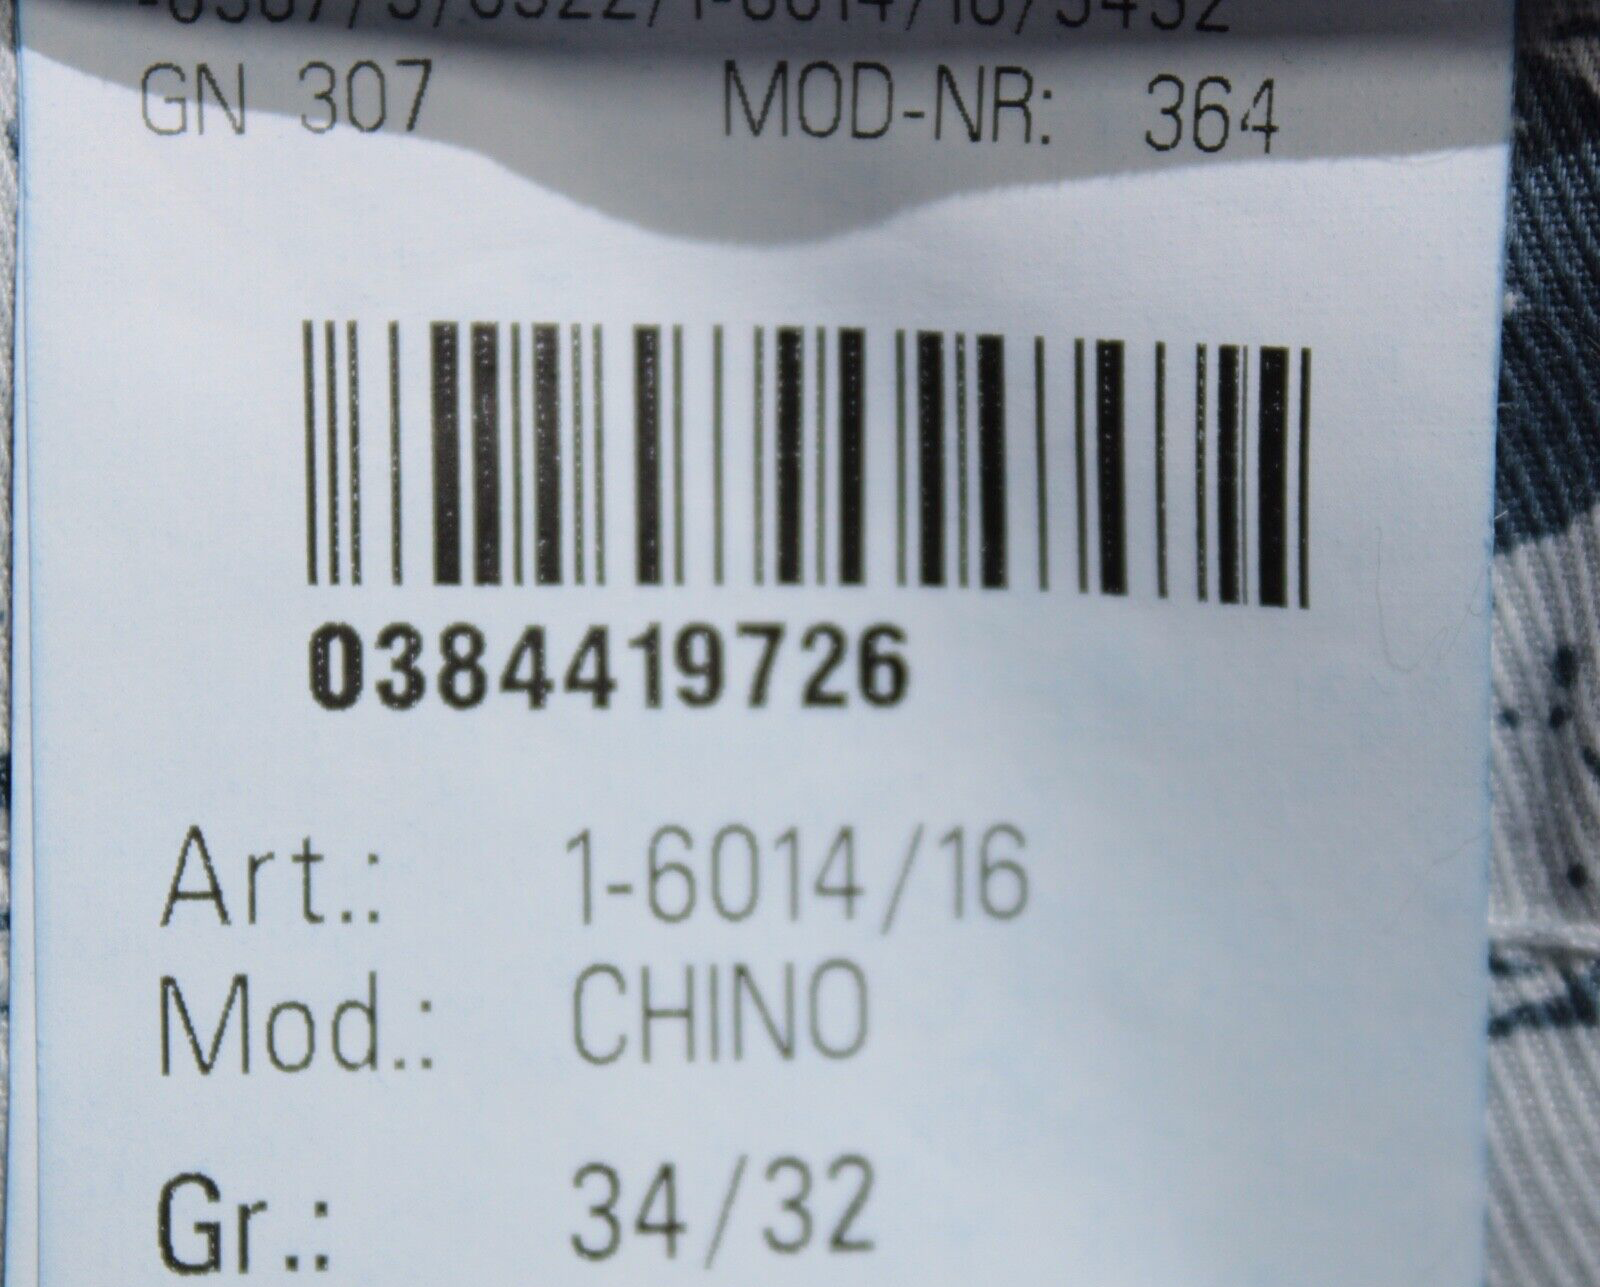 GN 307 MOD-NR: 364
0384419726
Art.: 1-6014/16
Mod.: CHINO
Gr.: 34/32